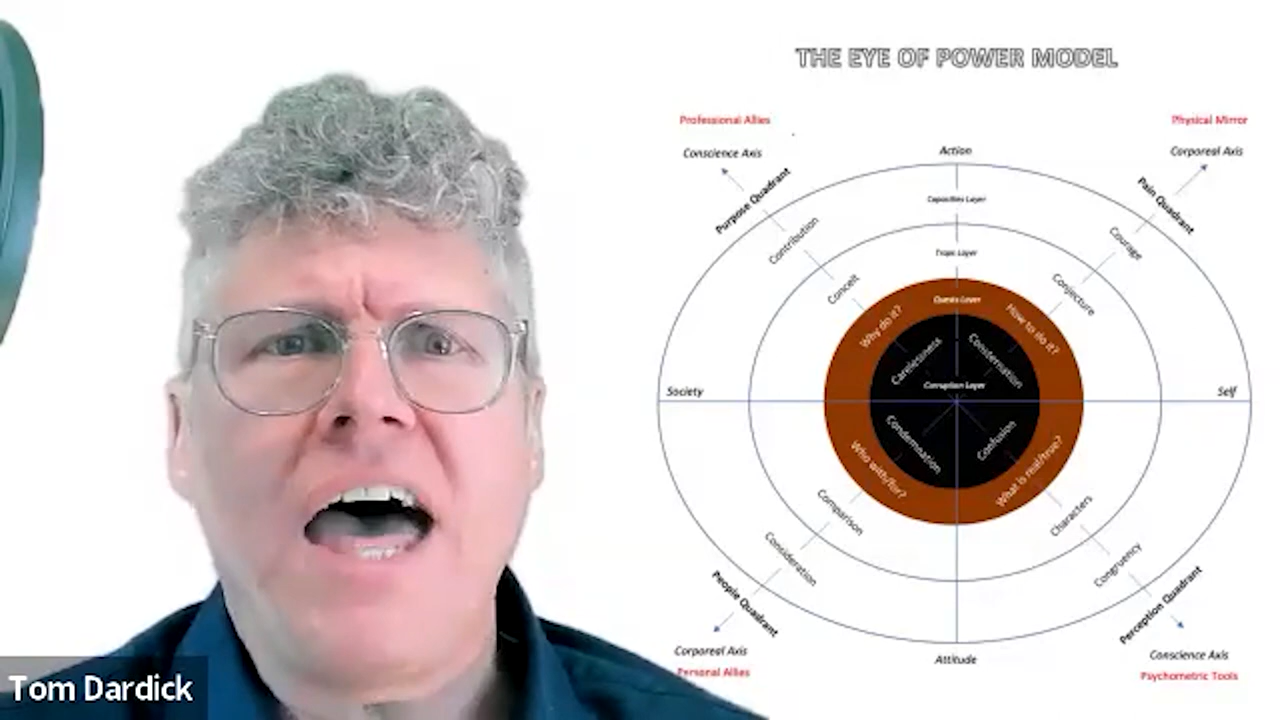 THE EYE OF POWER MODEL
Professional Allies
Physical Mirror
Conscience Axis
Action
Corporeal Axis
Purpose Quadrant
Pain Quadrant
Capacities Layer
Contribution
Courage
Tropic Layer
Conceit
Conjecture
Quests Layer
Why do it?
How to do it?
Carelessness
Consternation
Corruption Layer
Society
Self
Condemnation
Confusion
Who with/for?
What is real/true?
Comparison
Characters
Consideration
Congruency
People Quadrant
Perception Quadrant
Corporeal Axis
Attitude
Conscience Axis
Personal Allies
Psychometric Tools
Tom Dardick